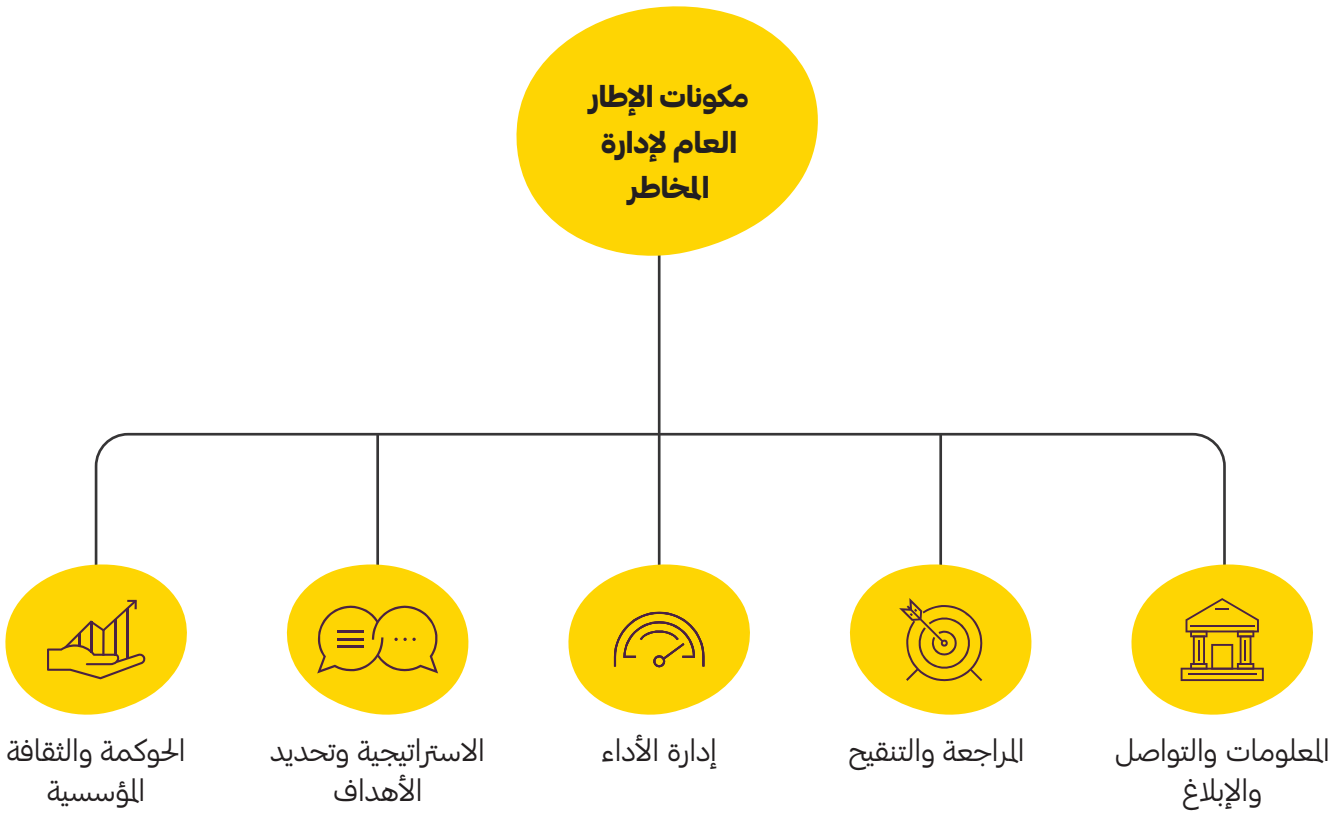 مكونات الإطار
العام لإدارة
المخاطر
المعلومات والتواصل
والإبلاغ
المراجعة والتنقيح
إدارة الأداء
الاستراتيجية وتحديد
الأهداف
الحوكمة والثقافة
المؤسسية